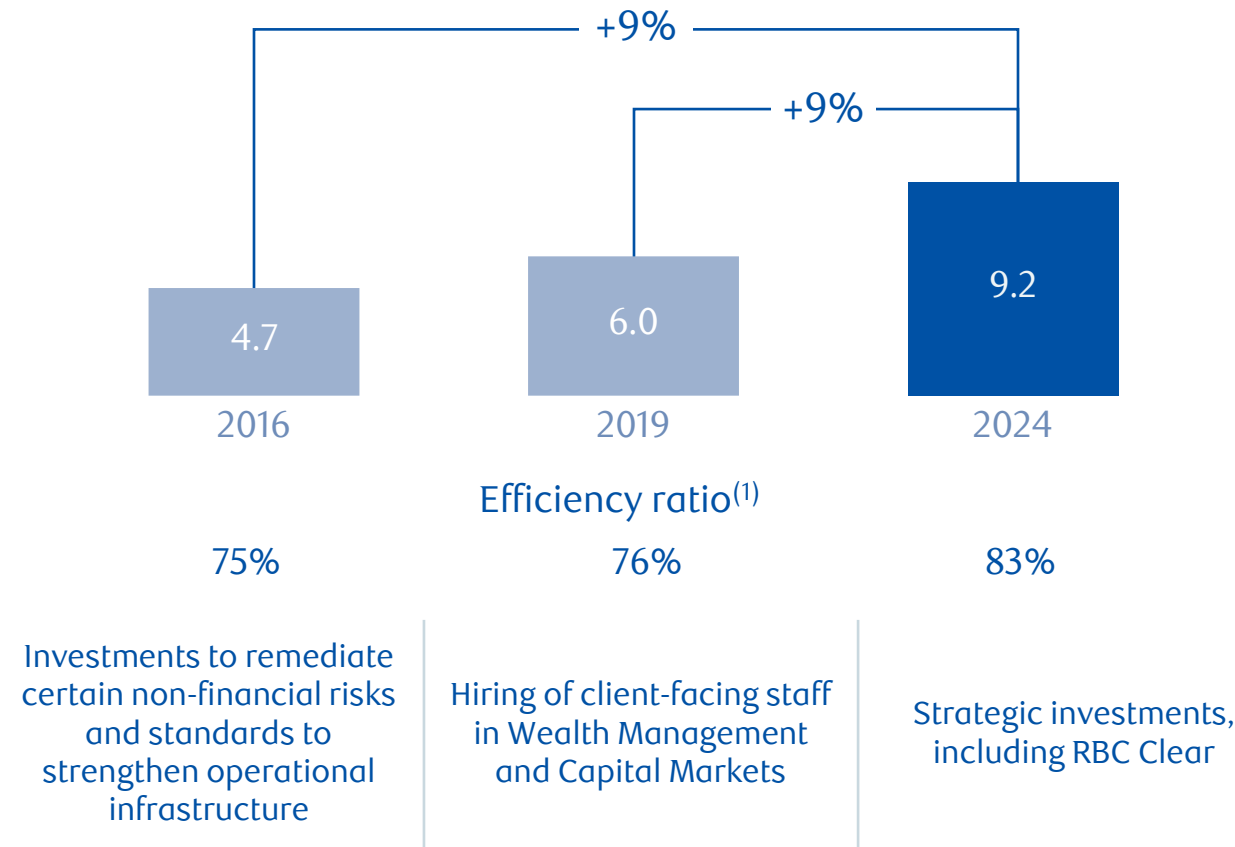 +9%
+9%
4.7
6.0
9.2
2016
2019
2024
Efficiency ratio(1)
75%
76%
83%
Investments to remediate
certain non-financial risks
and standards to
strengthen operational
infrastructure
Hiring of client-facing staff
in Wealth Management
and Capital Markets
Strategic investments,
including RBC Clear